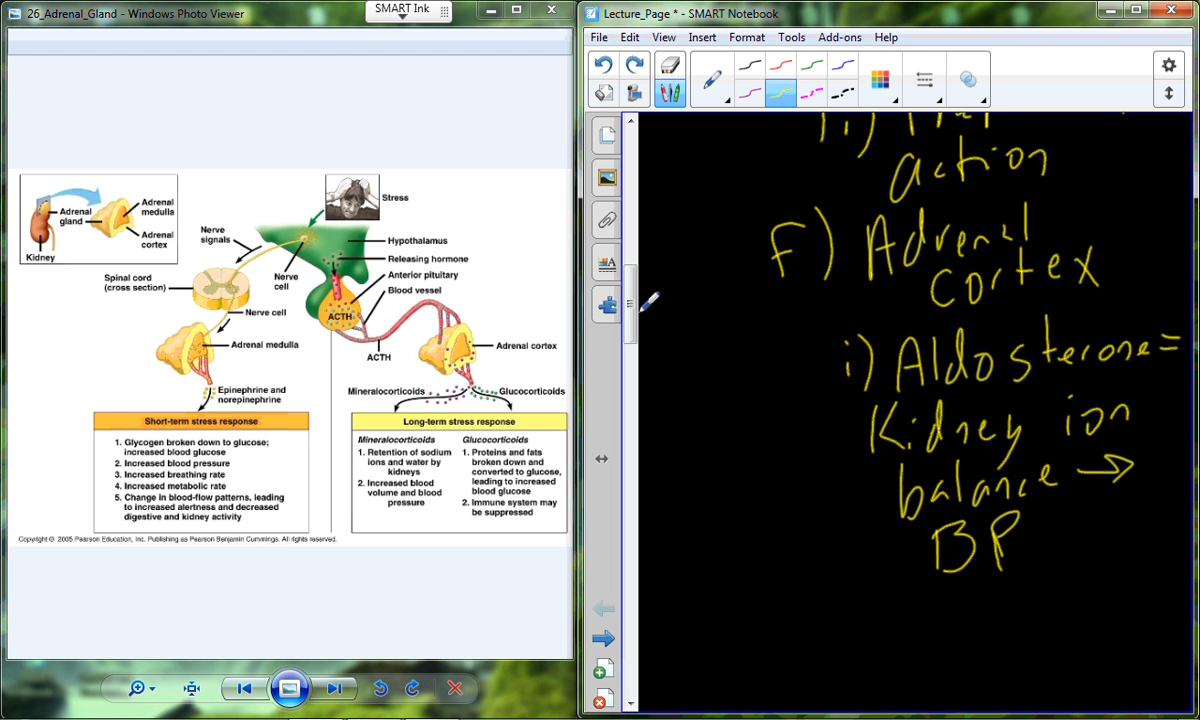 26_Adrenal_Gland - Windows Photo Viewer
SMART Ink
Adrenal gland
Kidney
Adrenal medulla
Adrenal cortex
Stress
Nerve signals
Hypothalamus
Releasing hormone
Nerve cell
Anterior pituitary
Blood vessel
Spinal cord
(cross section)
ACTH
Nerve cell
ACTH
Adrenal medulla
Adrenal cortex
Epinephrine and
norepinephrine
Mineralocorticoids
Glucocorticoids
Short-term stress response
1. Glycogen broken down to glucose;
increased blood glucose
2. Increased blood pressure
3. Increased breathing rate
4. Increased metabolic rate
5. Change in blood-flow patterns, leading
to increased alertness and decreased
digestive and kidney activity
Long-term stress response
Mineralocorticoids
1. Retention of sodium
ions and water by
kidneys
2. Increased blood
volume and blood
pressure
Glucocorticoids
1. Proteins and fats
broken down and
converted to glucose,
leading to increased
blood glucose
2. Immune system may
be suppressed
Copyright © 2005 Pearson Education, Inc. Publishing as Pearson Benjamin Cummings. All rights reserved.
Lecture_Page * - SMART Notebook
File Edit View Insert Format Tools Add-ons Help
action
F) Adrenal
cortex
i) Aldosterone =
Kidney ion
balance →
BP